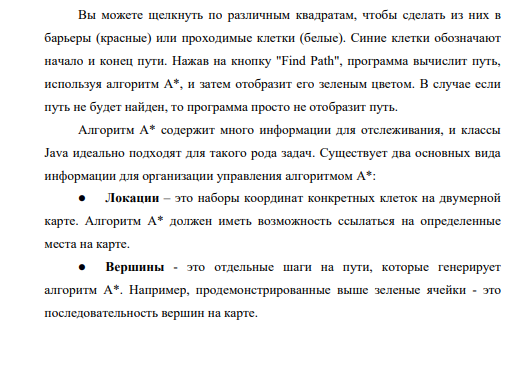 Вы можете щелкнуть по различным квадратам, чтобы сделать из них в
барьеры (красные) или проходимые клетки (белые). Синие клетки обозначают
начало и конец пути. Нажав на кнопку "Find Path", программа вычислит путь,
используя алгоритм А*, и затем отобразит его зеленым цветом. В случае если
путь не будет найден, то программа просто не отобразит путь.
Алгоритм А* содержит много информации для отслеживания, и классы
Java идеально подходят для такого рода задач. Существует два основных вида
информации для организации управления алгоритмом А*:
● Локации – это наборы координат конкретных клеток на двумерной
карте. Алгоритм А* должен иметь возможность ссылаться на определенные
места на карте.
● Вершины - это отдельные шаги на пути, которые генерирует
алгоритм А*. Например, продемонстрированные выше зеленые ячейки - это
последовательность вершин на карте.